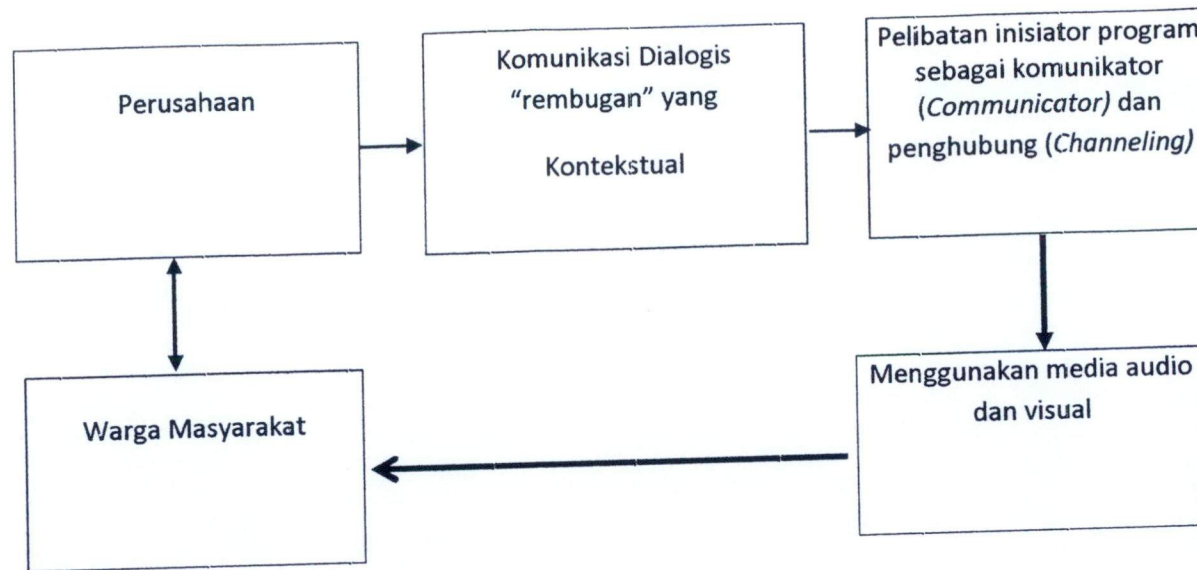 Perusahaan
Komunikasi Dialogis
“rembugan” yang
Kontekstual
Pelibatan inisiator program
sebagai komunikator
(Communicator) dan
penghubung (Channeling)
Menggunakan media audio
dan visual
Warga Masyarakat